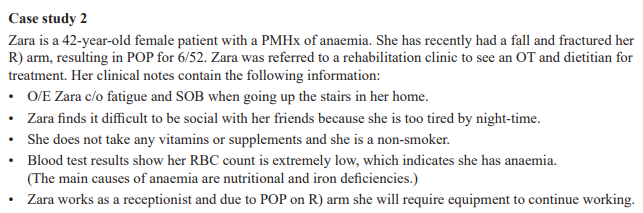 Case study 2
Zara is a 42-year-old female patient with a PMHx of anaemia. She has recently had a fall and fractured her
R) arm, resulting in POP for 6/52. Zara was referred to a rehabilitation clinic to see an OT and dietitian for
treatment. Her clinical notes contain the following information:
• O/E Zara c/o fatigue and SOB when going up the stairs in her home.
• Zara finds it difficult to be social with her friends because she is too tired by night-time.
• She does not take any vitamins or supplements and she is a non-smoker.
• Blood test results show her RBC count is extremely low, which indicates she has anaemia.
(The main causes of anaemia are nutritional and iron deficiencies.)
• Zara works as a receptionist and due to POP on R) arm she will require equipment to continue working.